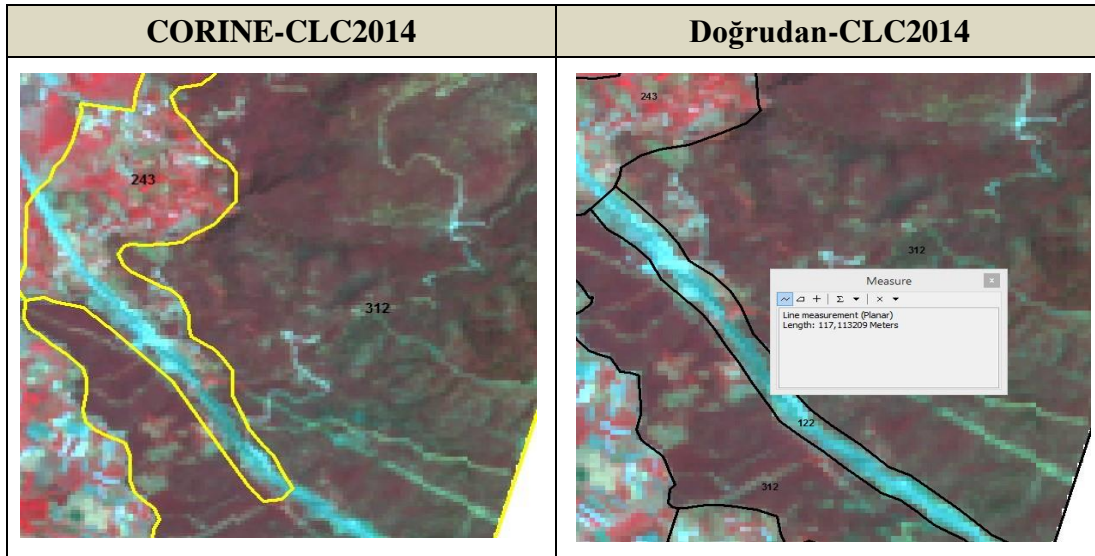 CORINE-CLC2014
Doğrudan-CLC2014
243
312
243
312
Measure
Line measurement (Planar)
Length: 117,113209 Meters
122
312